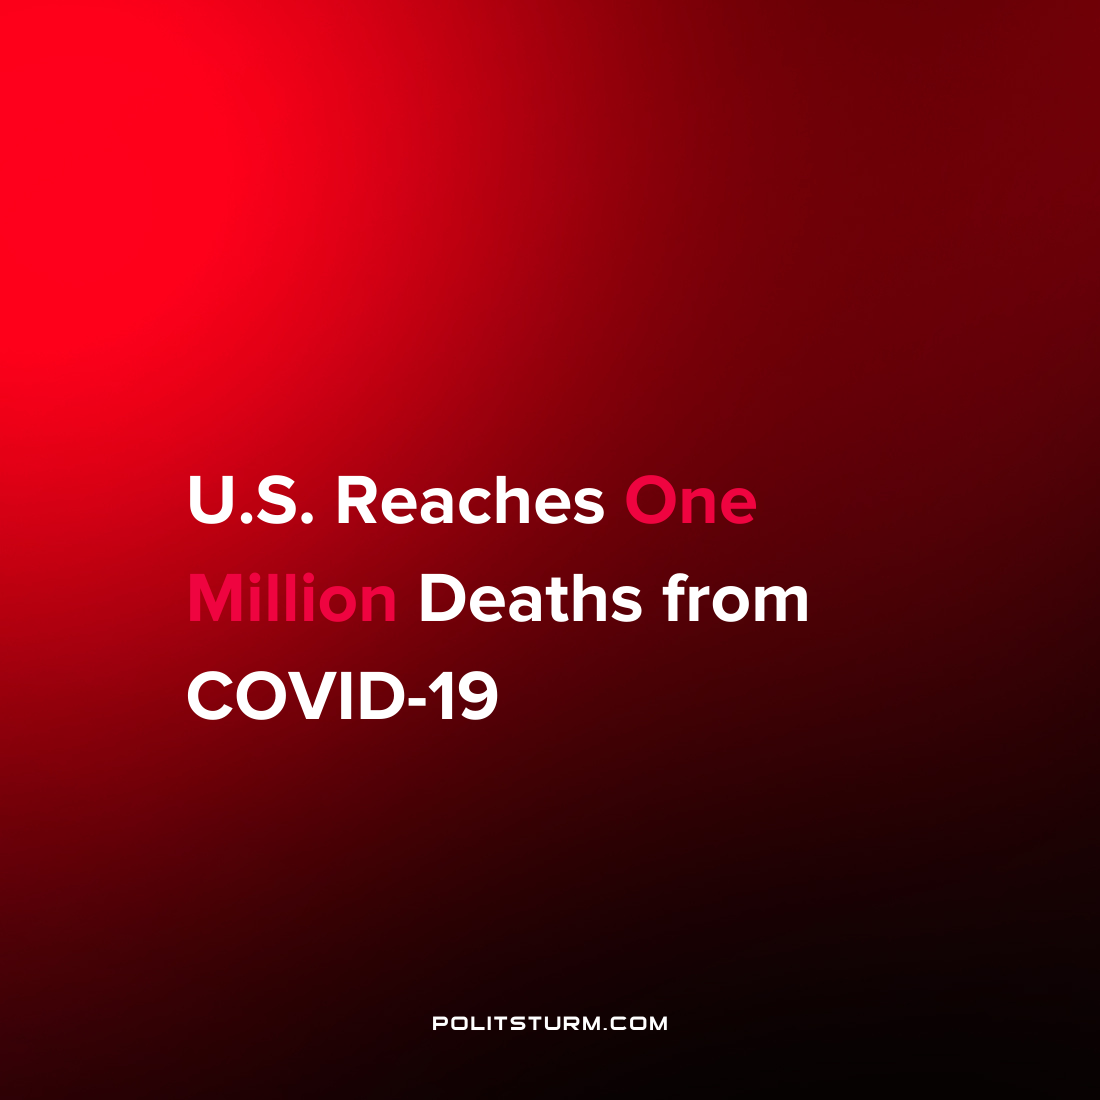 U.S. Reaches One
Million Deaths from
COVID-19
POLITSTURM.COM